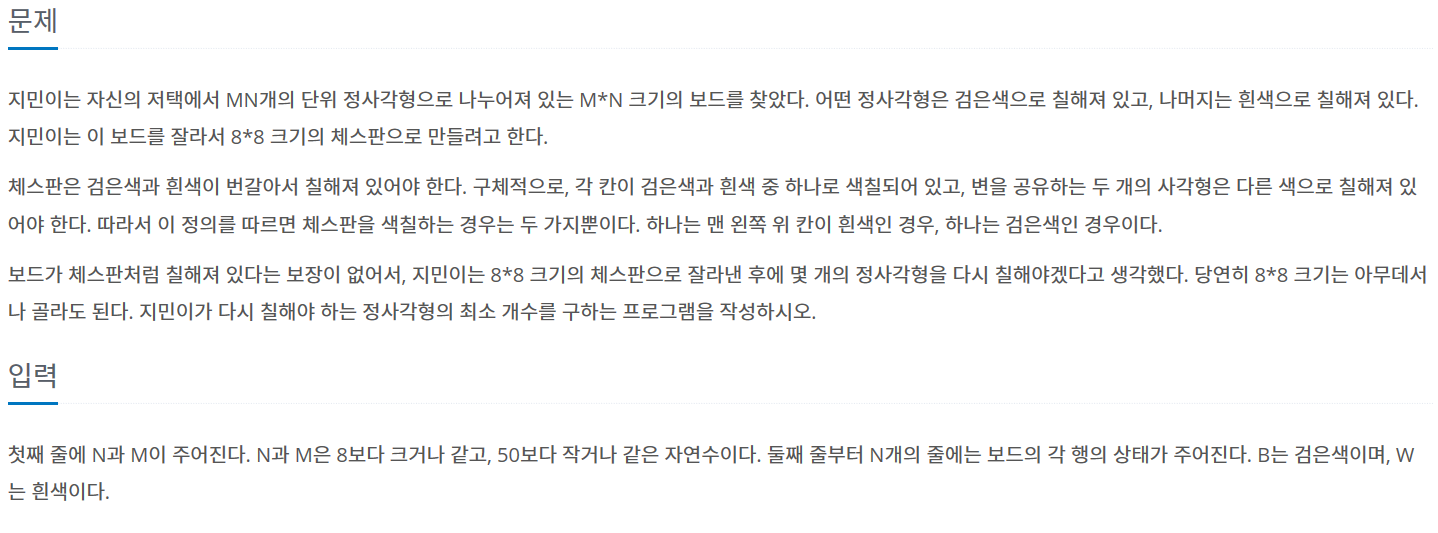 문제
지민이는 자신의 저택에서 MN개의 단위 정사각형으로 나누어져 있는 M*N 크기의 보드를 찾았다. 어떤 정사각형은 검은색으로 칠해져 있고, 나머지는 흰색으로 칠해져 있다.
지민이는 이 보드를 잘라서 8*8 크기의 체스판으로 만들려고 한다.
체스판은 검은색과 흰색이 번갈아서 칠해져 있어야 한다. 구체적으로, 각 칸이 검은색과 흰색 중 하나로 색칠되어 있고, 변을 공유하는 두 개의 사각형은 다른 색으로 칠해져 있
어야 한다. 따라서 이 정의를 따르면 체스판을 색칠하는 경우는 두 가지뿐이다. 하나는 맨 왼쪽 위 칸이 흰색인 경우, 하나는 검은색인 경우이다.
보드가 체스판처럼 칠해져 있다는 보장이 없어서, 지민이는 8*8 크기의 체스판으로 잘라낸 후에 몇 개의 정사각형을 다시 칠해야겠다고 생각했다. 당연히 8*8 크기는 아무데서
나 골라도 된다. 지민이가 다시 칠해야 하는 정사각형의 최소 개수를 구하는 프로그램을 작성하시오.
입력
첫째 줄에 N과 M이 주어진다. N과 M은 8보다 크거나 같고, 50보다 작거나 같은 자연수이다. 둘째 줄부터 N개의 줄에는 보드의 각 행의 상태가 주어진다. B는 검은색이며, W
는 흰색이다.